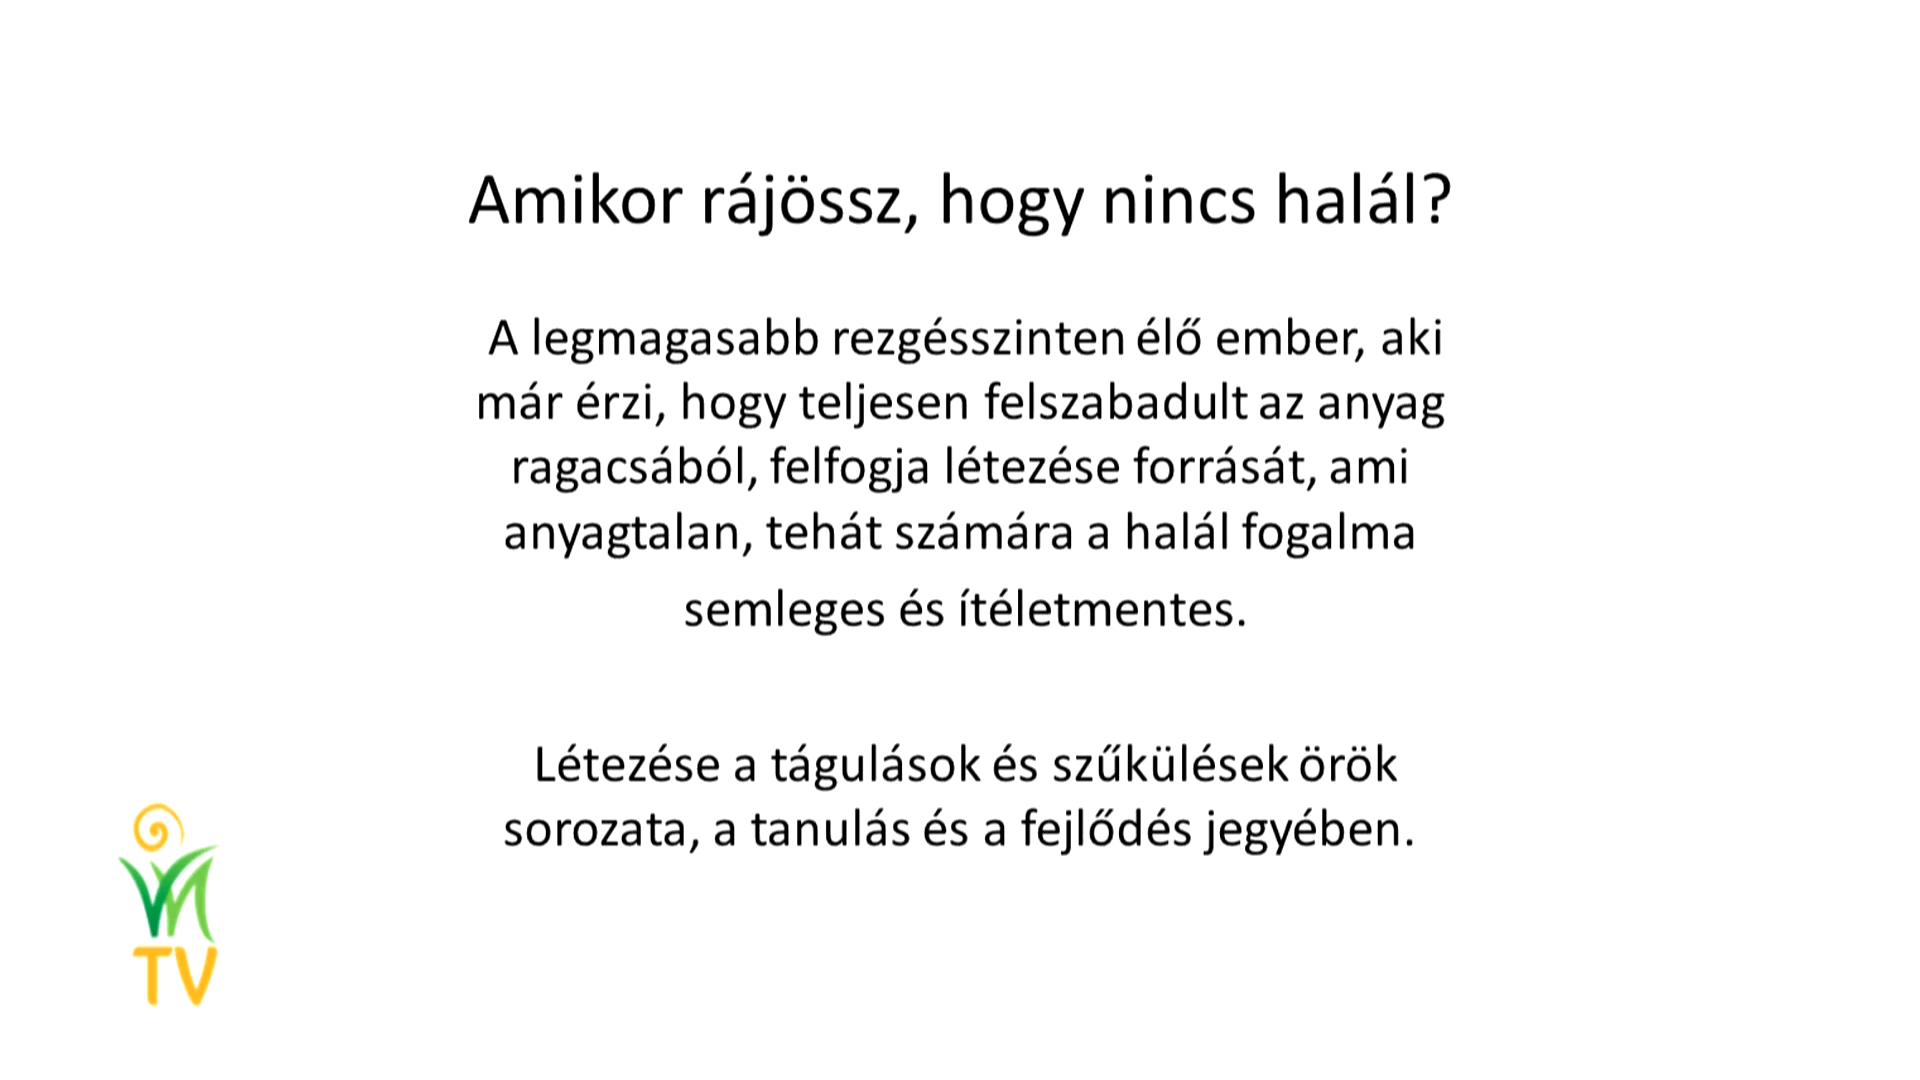 Amikor rájössz, hogy nincs halál?
A legmagasabb rezgésszinten élő ember, aki
már érzi, hogy teljesen felszabadult az anyag
ragacsából, felfogja létezése forrását, ami
anyagtalan, tehát számára a halál fogalma
semleges és ítéletmentes.
Létezése a tágulások és szűkülések örök
sorozata, a tanulás és a fejlődés jegyében.
VM
TV